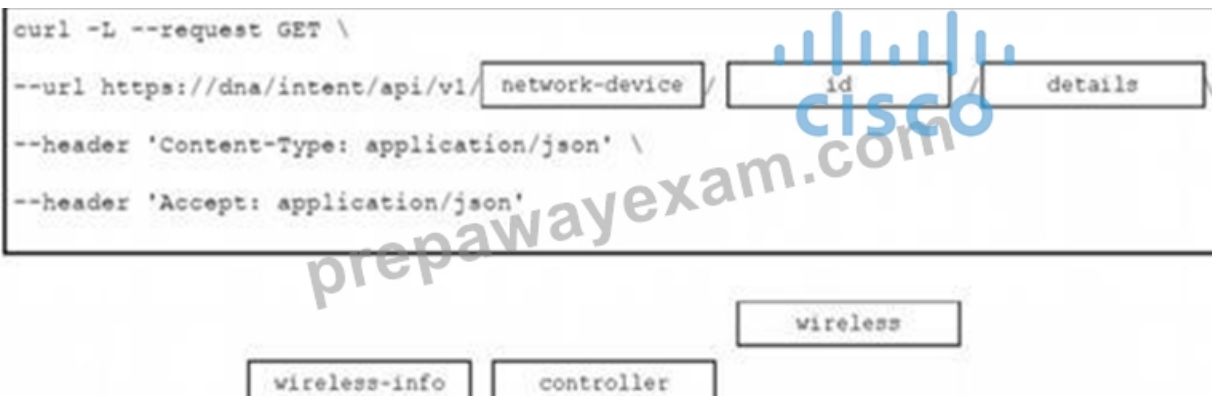 curl -L --request GET \
--url https://dna/intent/api/v1/ network-device / id / details \
--header 'Content-Type: application/json' \
--header 'Accept: application/json'
CISCO
prepawayexam.com
wireless
wireless-info controller